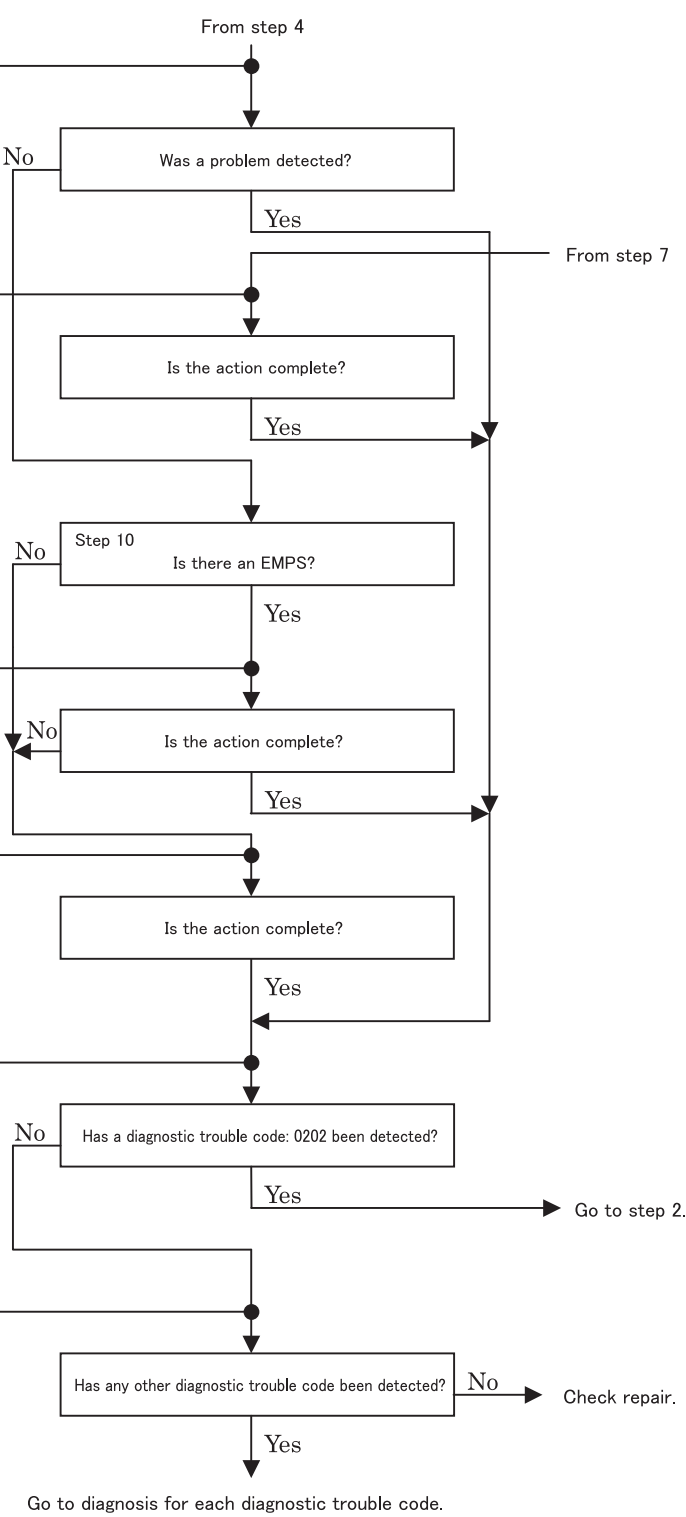 From step 4
No
Was a problem detected?
Yes
From step 7
Is the action complete?
Yes
Step 10
No
Is there an EMPS?
Yes
No
Is the action complete?
Yes
Is the action complete?
Yes
No
Has a diagnostic trouble code: 0202 been detected?
Yes
Go to step 2.
Has any other diagnostic trouble code been detected?
No
Check repair.
Yes
Go to diagnosis for each diagnostic trouble code.